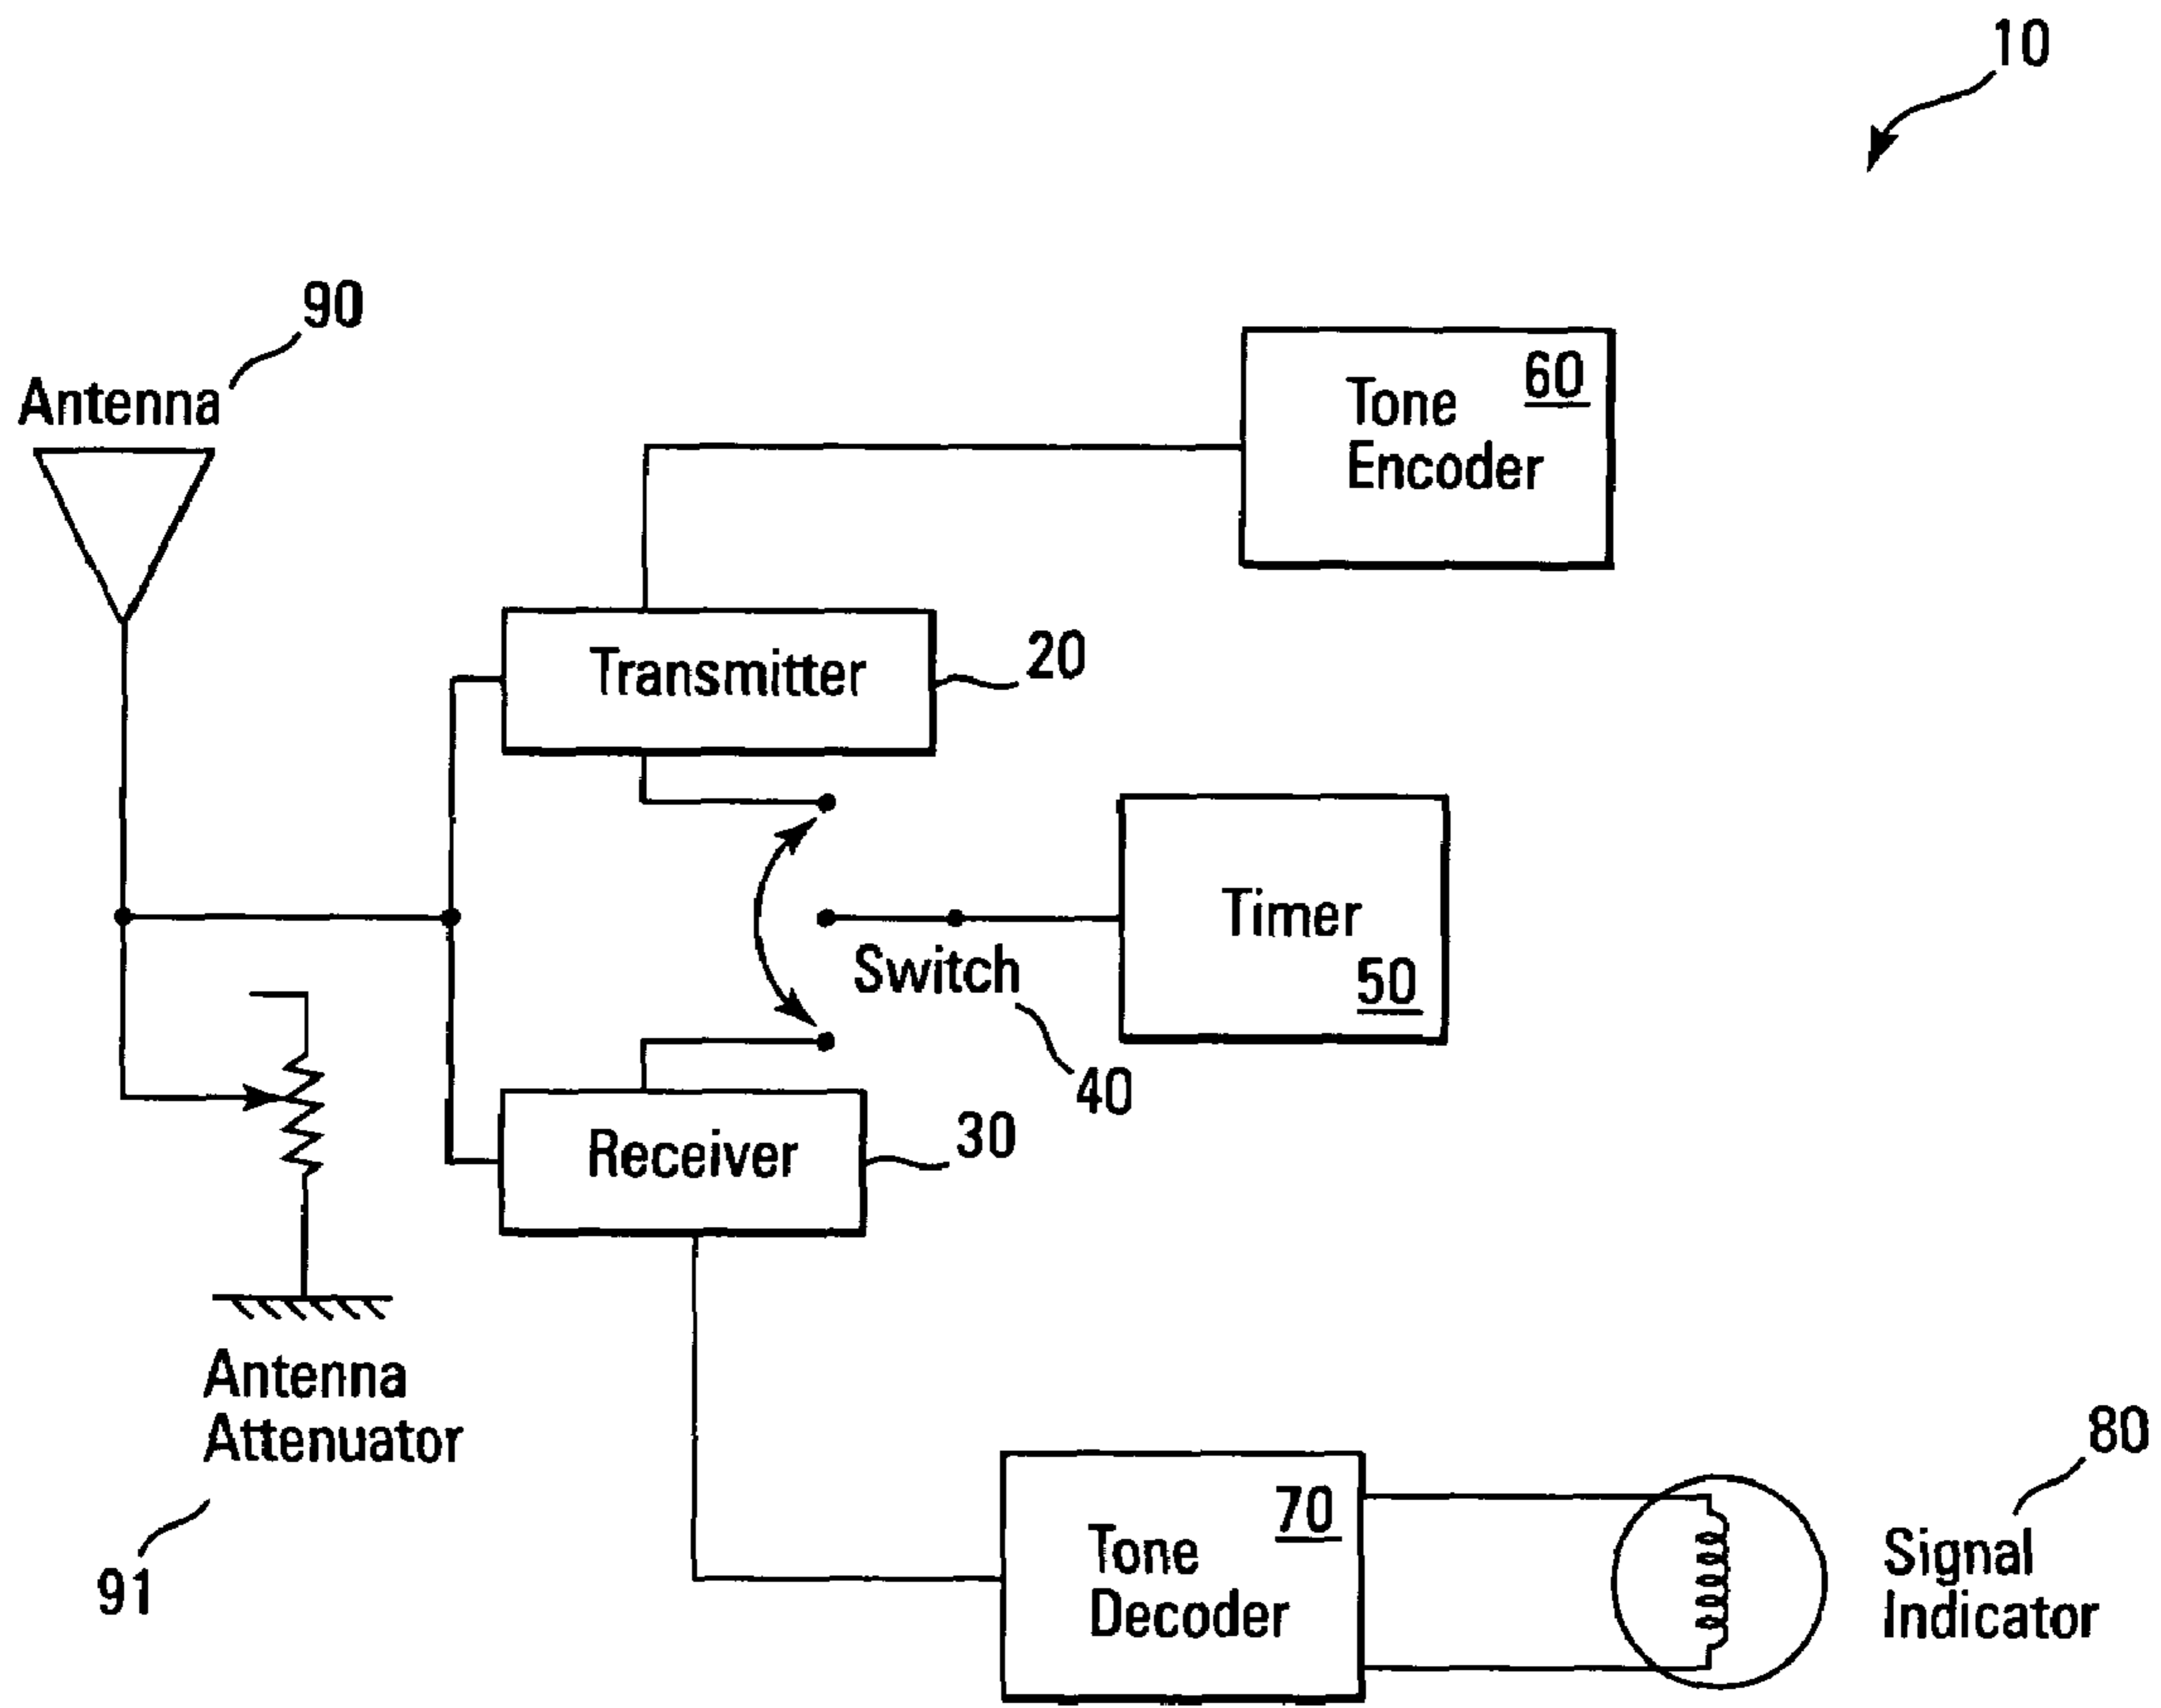 10
90
Antenna
60
Tone
Encoder
Transmitter
20
Timer
50
Switch
40
Receiver
30
Antenna
Attenuator
91
70
Tone
Decoder
80
Signal
Indicator